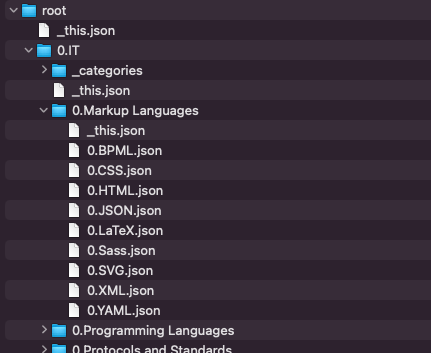 root
_this.json
0.IT
_categories
_this.json
0.Markup Languages
_this.json
0.BPML.json
0.CSS.json
0.HTML.json
0.JSON.json
0.LaTeX.json
0.Sass.json
0.SVG.json
0.XML.json
0.YAML.json
0.Programming Languages
0.Protocols and Standards